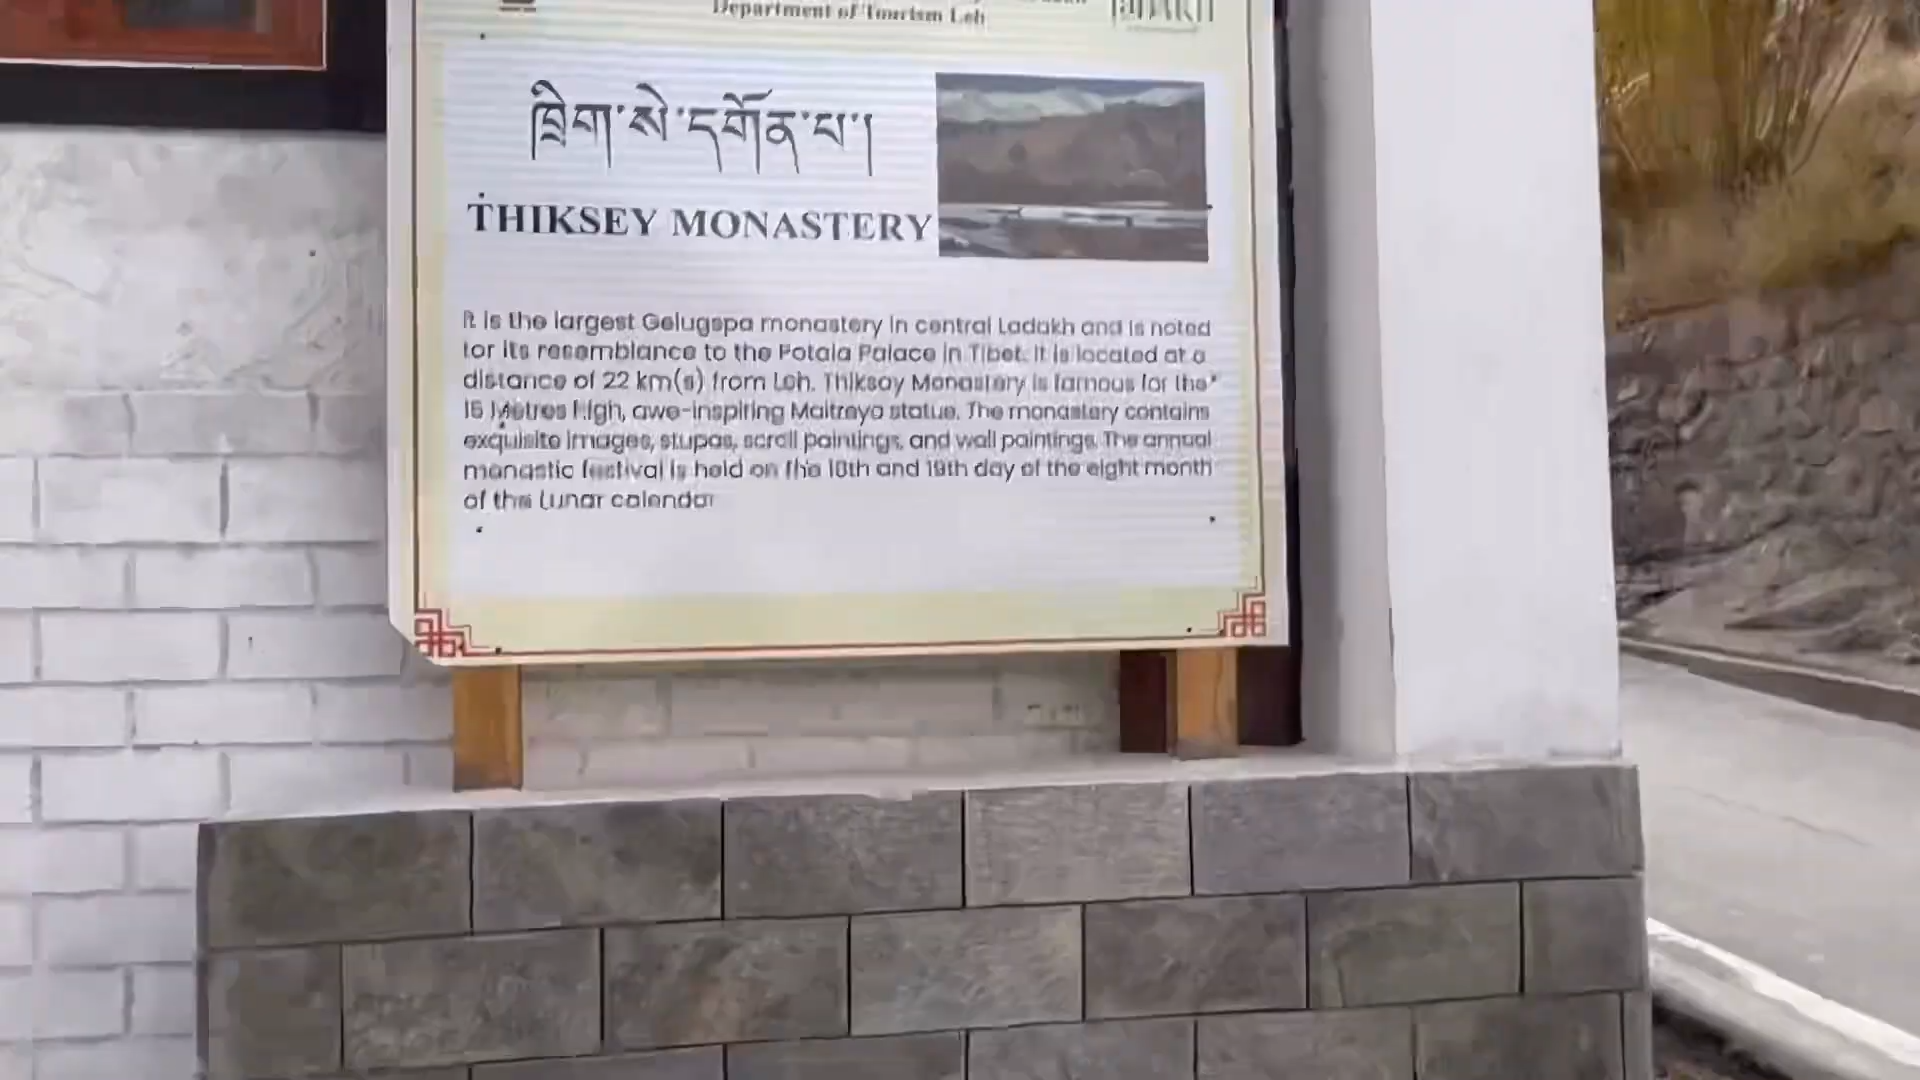 Department of Tourism Leh
ཁྲིག་སེ་དགོན་པ།
THIKSEY MONASTERY
It is the largest Gelugspa monastery in central Ladakh and is noted
for its resemblance to the Potala Palace in Tibet. It is located at a
distance of 22 km(s) from Leh. Thiksey Monastery is famous for the
15 Metres high, awe-inspiring Maitreya statue. The monastery contains
exquisite images, stupas, scroll paintings, and wall paintings. The annual
monastic festival is held on the 18th and 19th day of the eight month
of the Lunar calendar